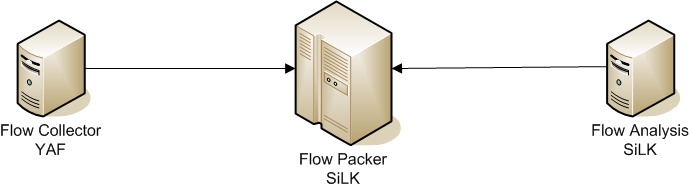 Flow Collector
YAF
Flow Packer
SiLK
Flow Analysis
SiLK